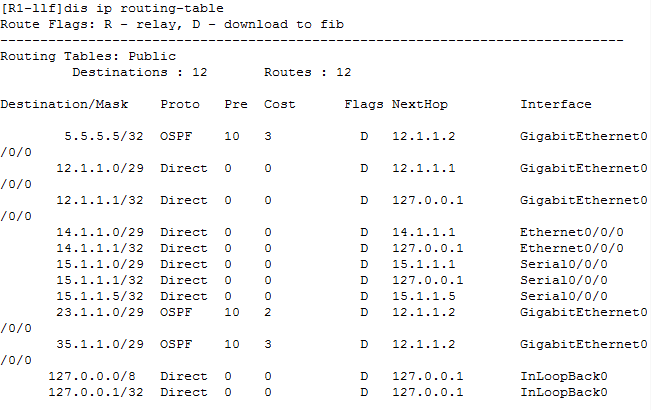 [R1-llf]dis ip routing-table
Route Flags: R - relay, D - download to fib
------------------------------------------------------------------------------
Routing Tables: Public
         Destinations : 12       Routes : 12

Destination/Mask    Proto   Pre  Cost      Flags NextHop         Interface

        5.5.5.5/32  OSPF    10   3           D   12.1.1.2        GigabitEthernet0
/0/0
       12.1.1.0/29  Direct  0    0           D   12.1.1.1        GigabitEthernet0
/0/0
       12.1.1.1/32  Direct  0    0           D   127.0.0.1       GigabitEthernet0
/0/0
       14.1.1.0/29  Direct  0    0           D   14.1.1.1        Ethernet0/0/0
       14.1.1.1/32  Direct  0    0           D   127.0.0.1       Ethernet0/0/0
       15.1.1.0/29  Direct  0    0           D   15.1.1.1        Serial0/0/0
       15.1.1.1/32  Direct  0    0           D   127.0.0.1       Serial0/0/0
       15.1.1.5/32  Direct  0    0           D   15.1.1.5        Serial0/0/0
       23.1.1.0/29  OSPF    10   2           D   12.1.1.2        GigabitEthernet0
/0/0
       35.1.1.0/29  OSPF    10   3           D   12.1.1.2        GigabitEthernet0
/0/0
      127.0.0.0/8   Direct  0    0           D   127.0.0.1       InLoopBack0
      127.0.0.1/32  Direct  0    0           D   127.0.0.1       InLoopBack0